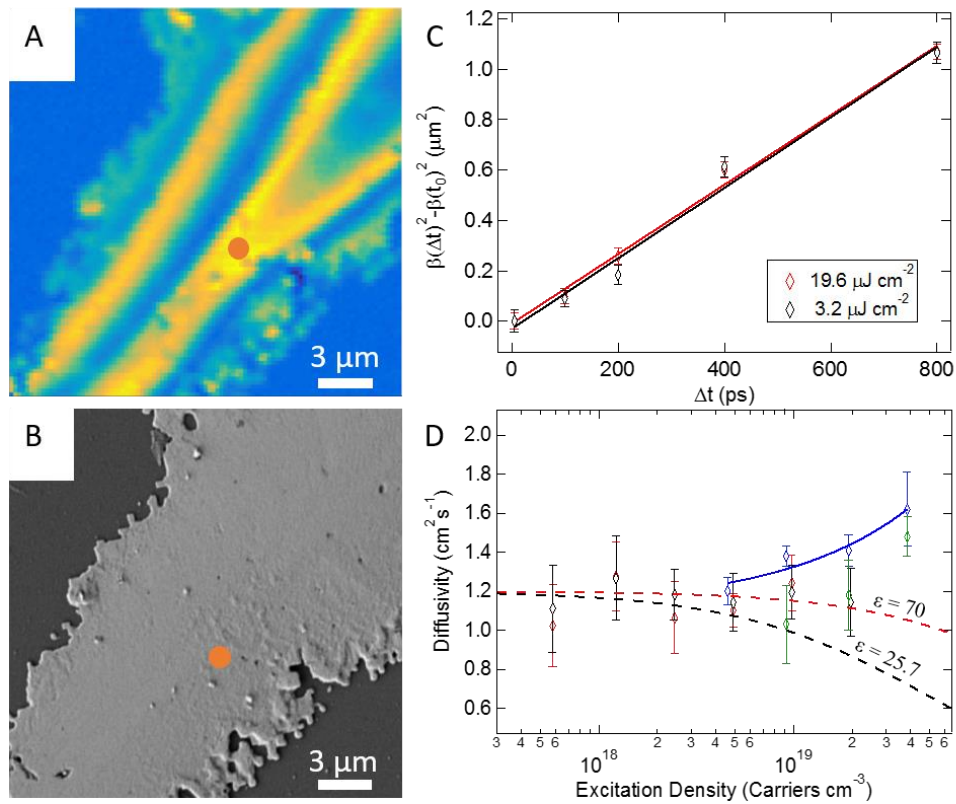 A
3 μm
B
3 μm
C
β(Δt)²-β(t₀)² (μm²)
1.2
1.0
0.8
0.6
0.4
0.2
0.0
19.6 μJ cm⁻²
3.2 μJ cm⁻²
0 200 400 600 800
Δt (ps)
D
Diffusivity (cm² s⁻¹)
2.0
1.8
1.6
1.4
1.2
1.0
0.8
0.6
ε = 70
ε = 25.7
3 4 5 6 2 3 4 5 6 2 3 4 5 6
10¹⁸ 10¹⁹
Excitation Density (Carriers cm⁻³)